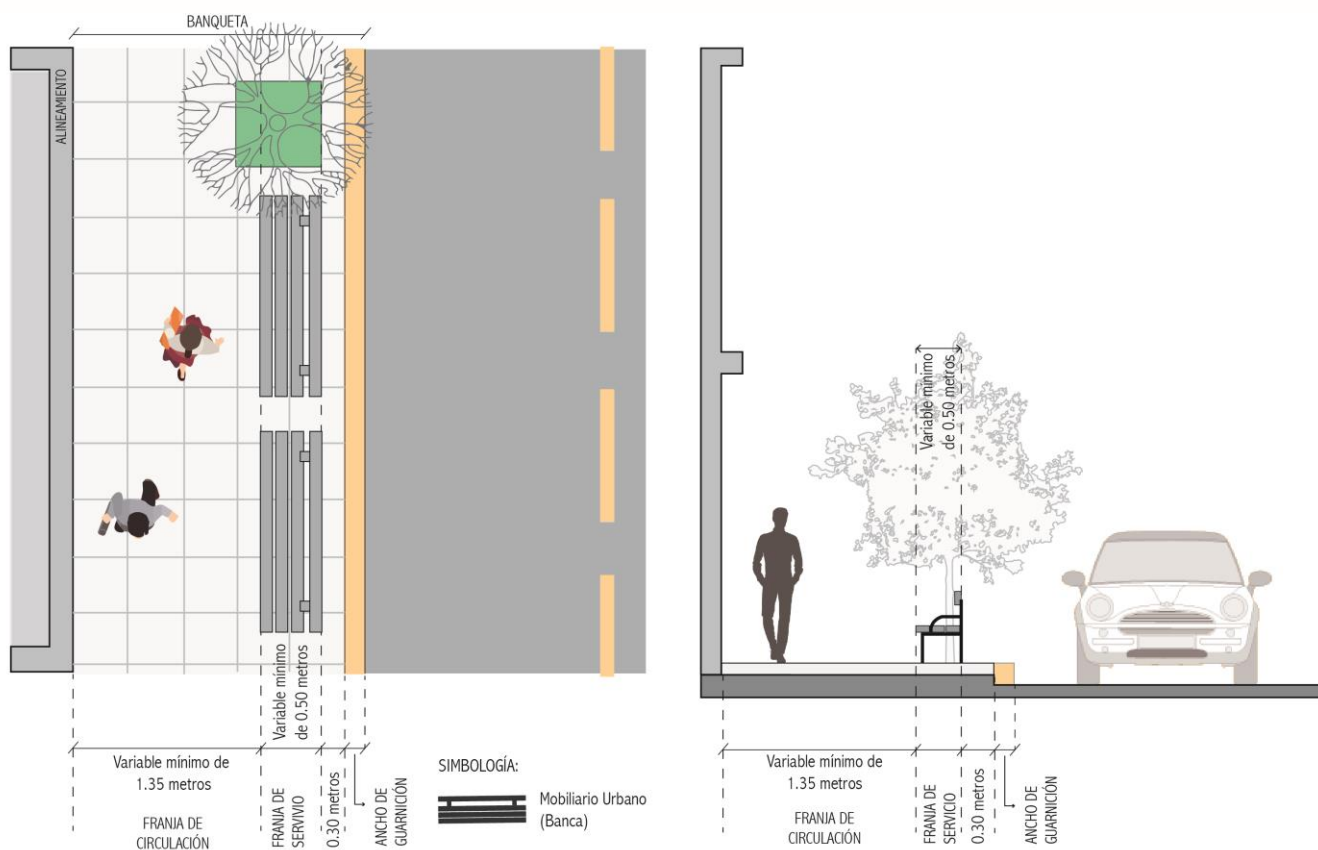 BANQUETA
ALINEAMIENTO
Variable mínimo
de 0.50 metros
Variable mínimo de
1.35 metros
FRANJA DE
CIRCULACIÓN
FRANJA DE
SERVIVIO
0.30 metros
ANCHO DE
GUARNICIÓN
SIMBOLOGÍA:
Mobiliario Urbano
(Banca)
Variable mínimo
de 0.50 metros
Variable mínimo de
1.35 metros
FRANJA DE
CIRCULACIÓN
FRANJA DE
SERVICIO
0.30 metros
ANCHO DE
GUARNICIÓN